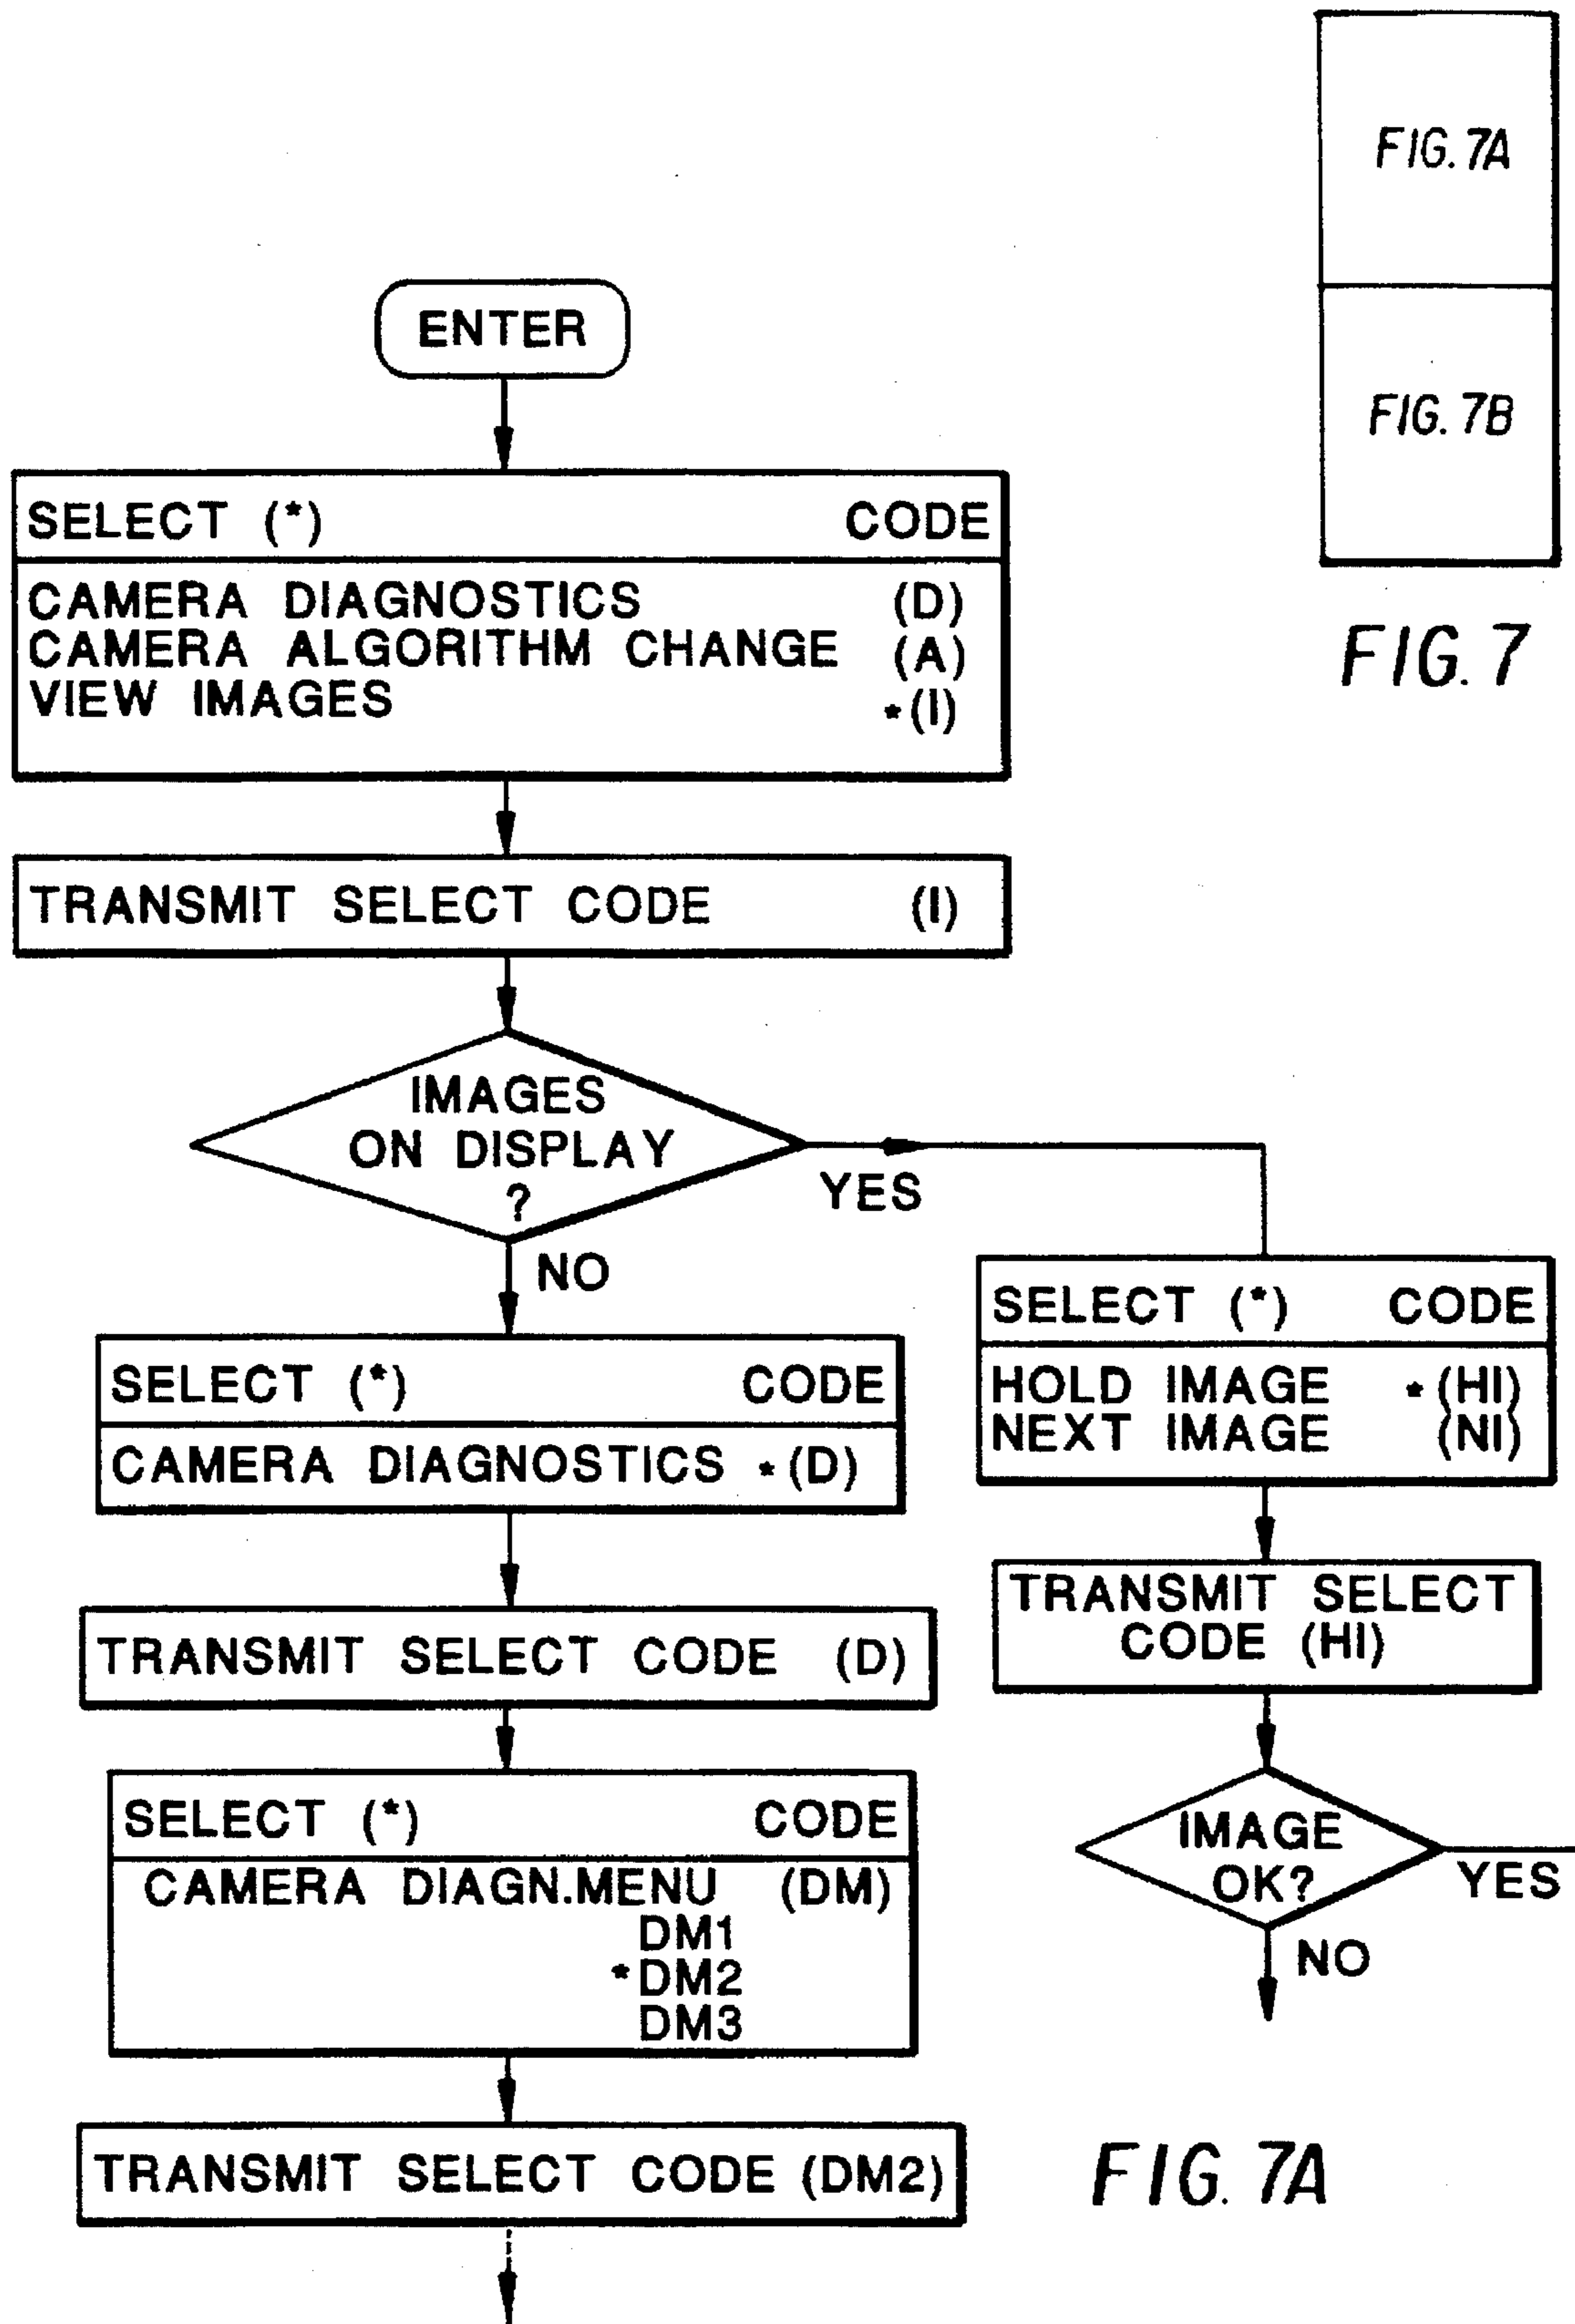 FIG. 7A
FIG. 7B
FIG. 7
ENTER
SELECT (*) CODE
CAMERA DIAGNOSTICS (D)
CAMERA ALGORITHM CHANGE (A)
VIEW IMAGES *(I)
TRANSMIT SELECT CODE (I)
IMAGES
ON DISPLAY
?
YES
NO
SELECT (*) CODE
CAMERA DIAGNOSTICS *(D)
TRANSMIT SELECT CODE (D)
SELECT (*) CODE
CAMERA DIAGN.MENU (DM)
DM1
*DM2
DM3
TRANSMIT SELECT CODE (DM2)
SELECT (*) CODE
HOLD IMAGE *(HI)
NEXT IMAGE (NI)
TRANSMIT SELECT
CODE (HI)
IMAGE
OK?
YES
NO
FIG. 7A